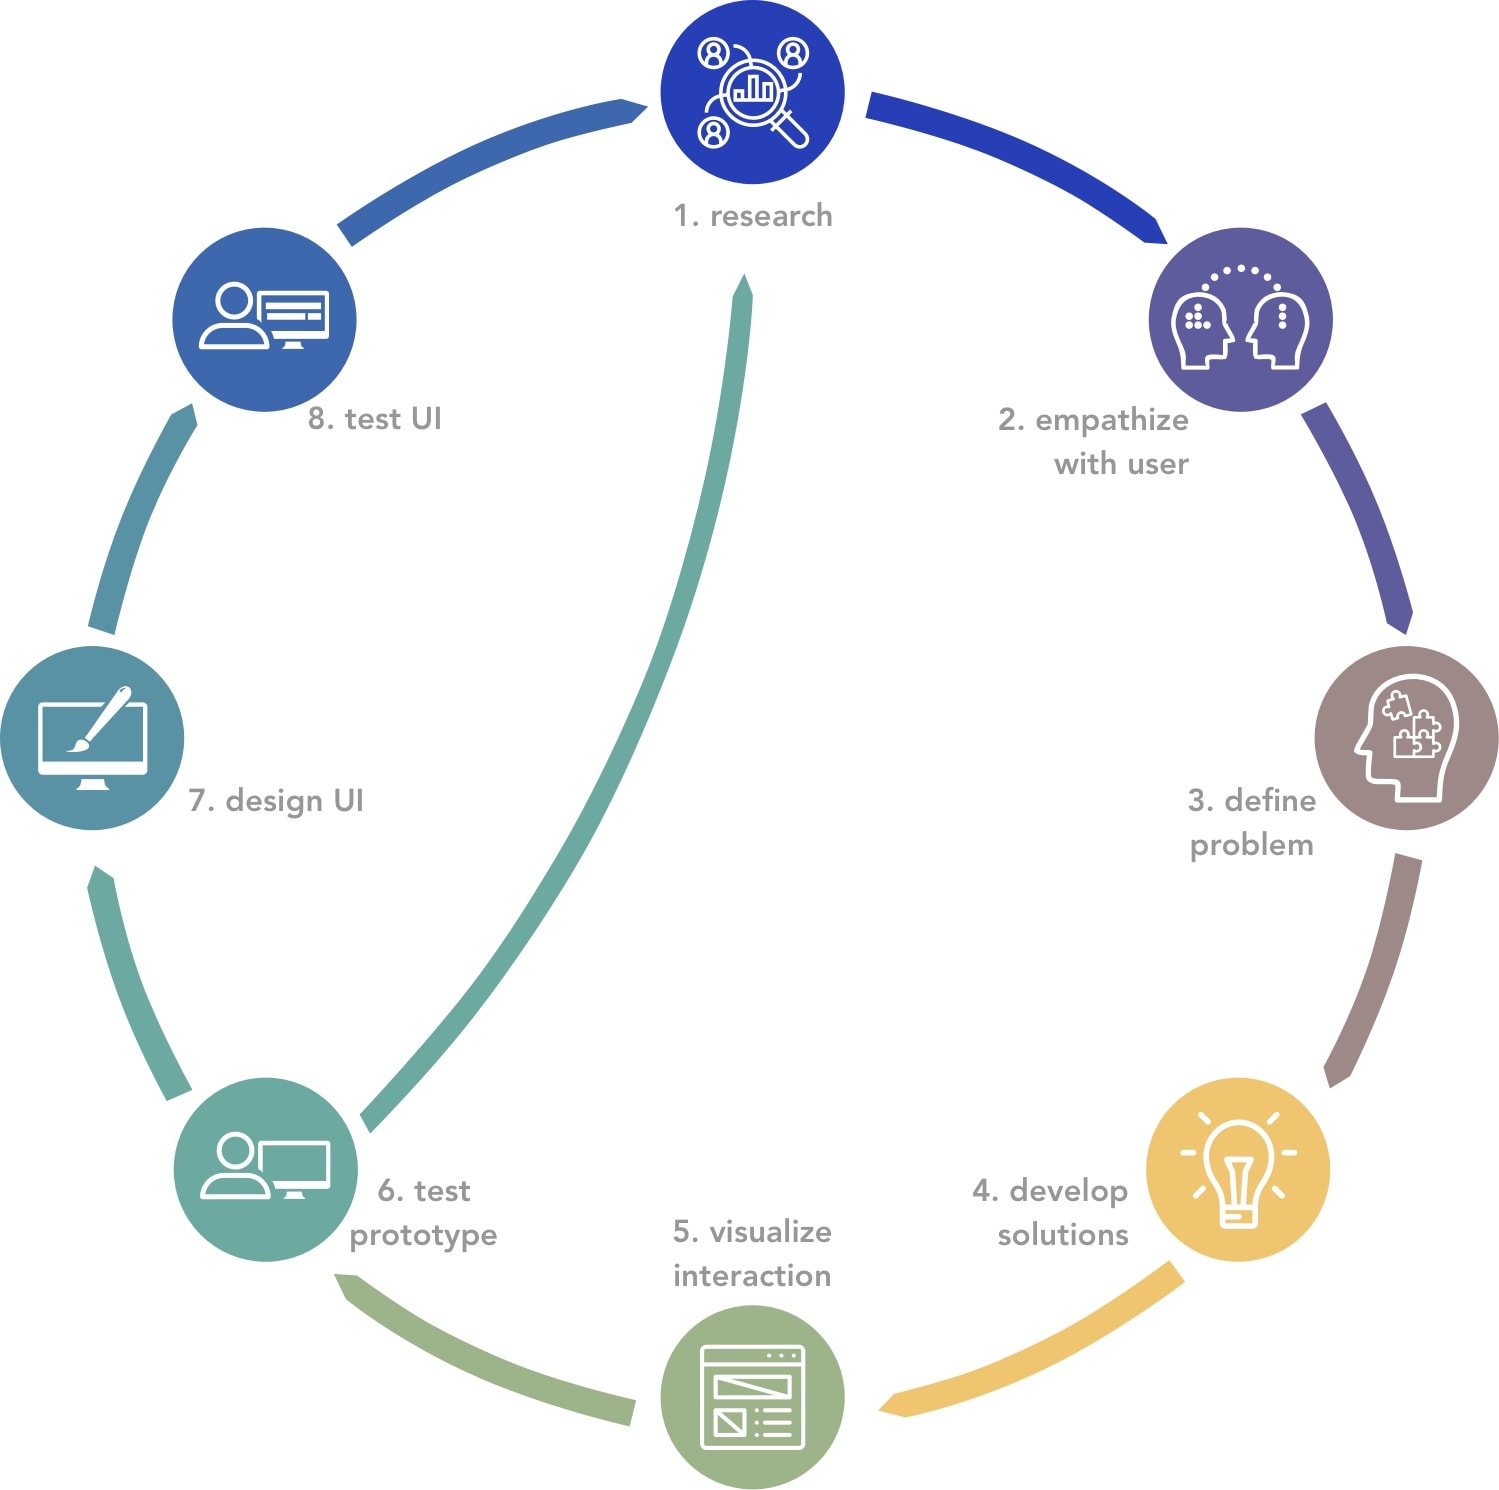 1. research
2. empathize
with user
3. define
problem
4. develop
solutions
5. visualize
interaction
6. test
prototype
7. design UI
8. test UI